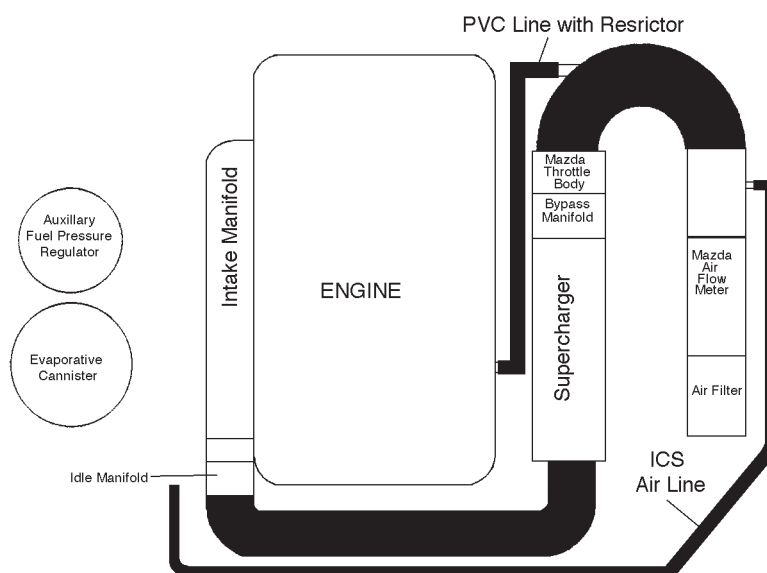 PVC Line with Resrictor
Mazda
Throttle
Body
Bypass
Manifold
Intake Manifold
Auxillary
Fuel Pressure
Regulator
ENGINE
Mazda
Air
Flow
Meter
Supercharger
Evaporative
Cannister
Air Filter
Idle Manifold
ICS
Air Line